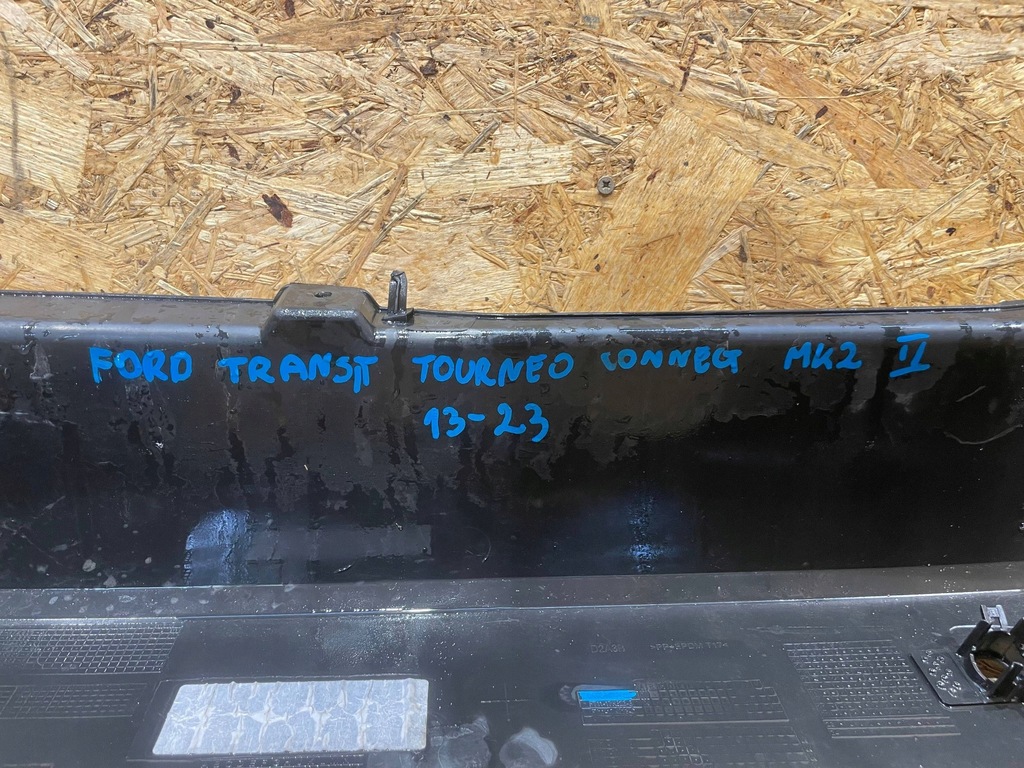 FORD TRANSIT TOURNEO CONNECT MK2 II
13-23